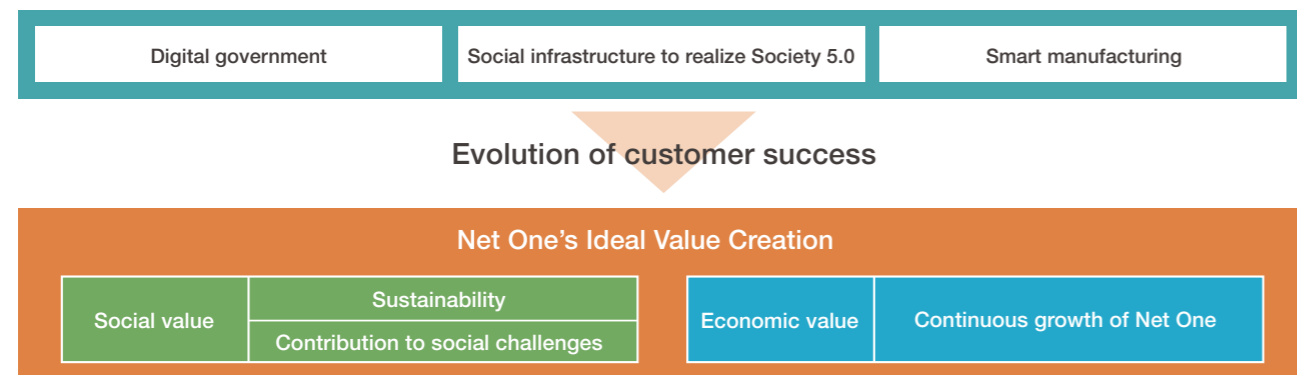 Digital government
Social infrastructure to realize Society 5.0
Smart manufacturing
Evolution of customer success
Net One’s Ideal Value Creation
Social value
Sustainability
Contribution to social challenges
Economic value
Continuous growth of Net One